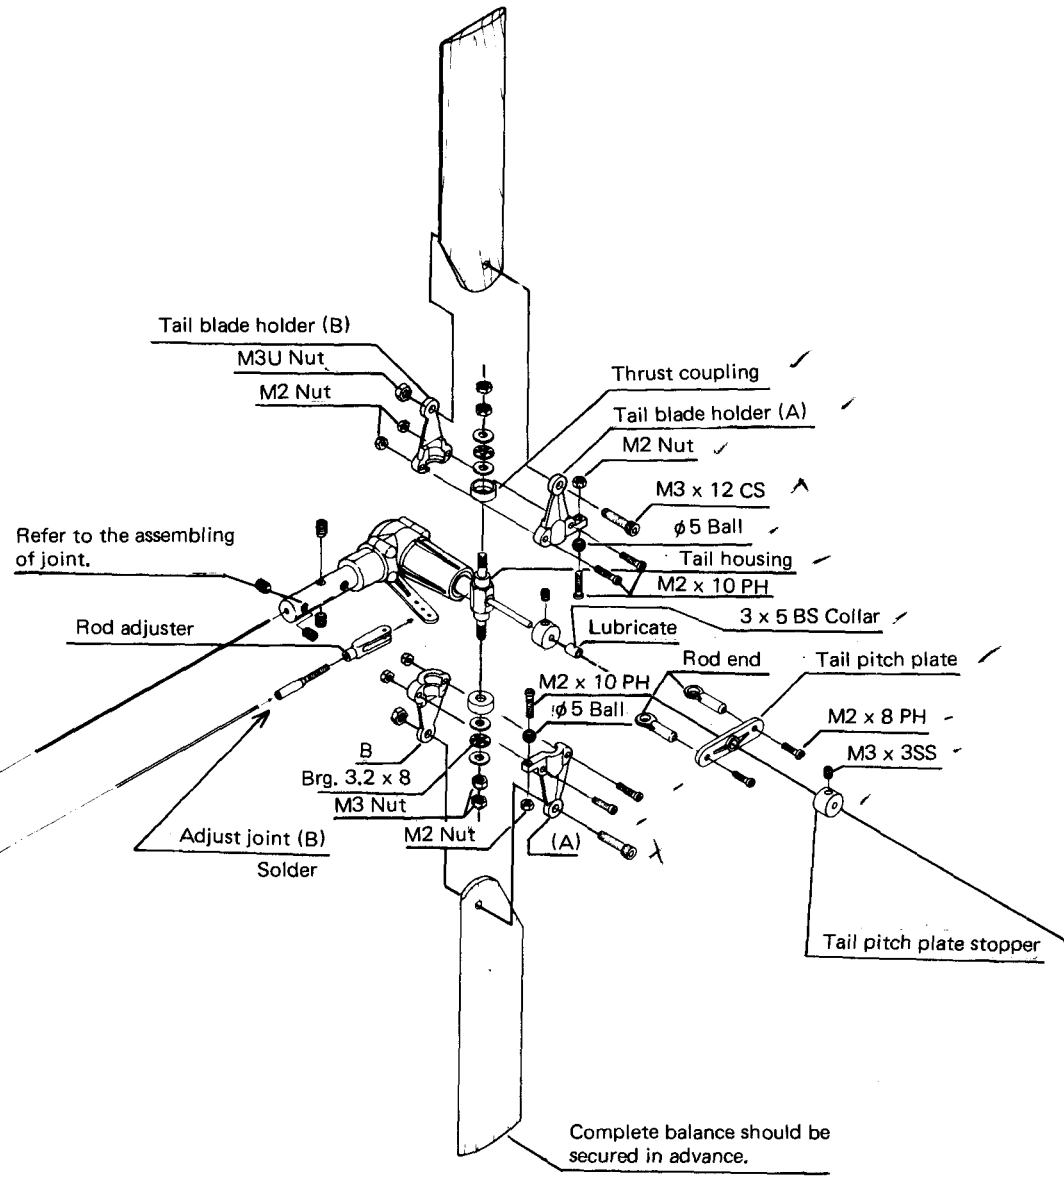 Tail blade holder (B)
M3U Nut
M2 Nut
Thrust coupling
Tail blade holder (A)
M2 Nut
M3 x 12 CS
φ5 Ball
Tail housing
M2 x 10 PH
Refer to the assembling
of joint.
Rod adjuster
3 x 5 BS Collar
Lubricate
Rod end
Tail pitch plate
M2 x 10 PH
φ5 Ball
M2 x 8 PH
M3 x 3SS
B
Brg. 3.2 x 8
M3 Nut
M2 Nut
(A)
Adjust joint (B)
Solder
Tail pitch plate stopper
Complete balance should be
secured in advance.